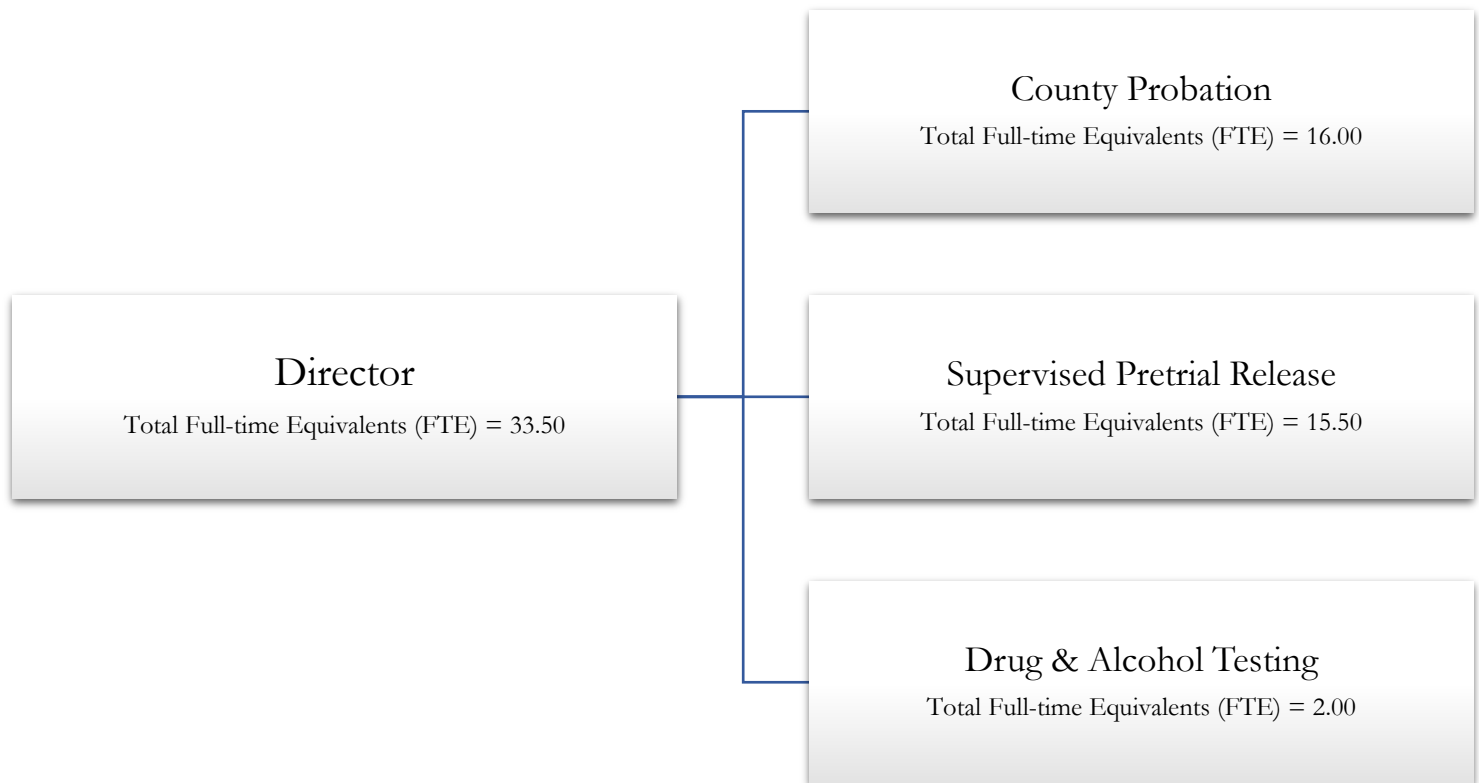 County Probation
Total Full-time Equivalents (FTE) = 16.00
Director
Total Full-time Equivalents (FTE) = 33.50
Supervised Pretrial Release
Total Full-time Equivalents (FTE) = 15.50
Drug & Alcohol Testing
Total Full-time Equivalents (FTE) = 2.00